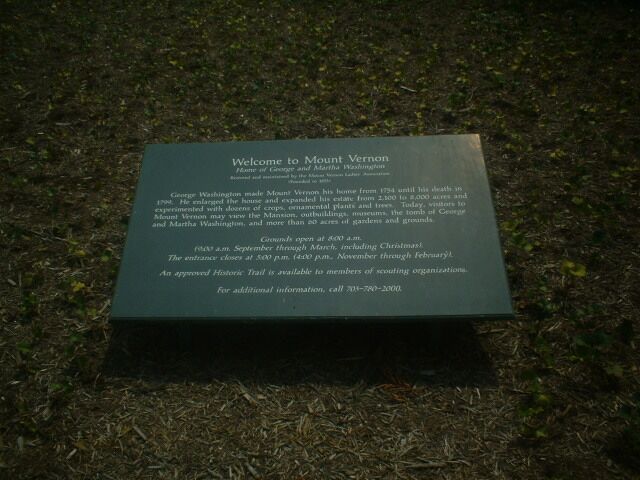 Welcome to Mount Vernon
Home of George and Martha Washington
Restored and maintained by the Mount Vernon Ladies' Association
(Founded in 1853)
George Washington made Mount Vernon his home from 1754 until his death in
1799. He enlarged the house and expanded his estate from 2,100 to 8,000 acres and
experimented with dozens of crops, ornamental plants and trees. Today, visitors to
Mount Vernon may view the Mansion, outbuildings, museums, the tomb of George
and Martha Washington, and more than 20 acres of gardens and grounds.
Grounds open at 8:00 a.m.
(9:00 a.m. September through March, including Christmas).
The entrance closes at 5:00 p.m. (4:00 p.m., November through February).
An approved Historic Trail is available to members of scouting organizations.
For additional information, call 703-780-2000.